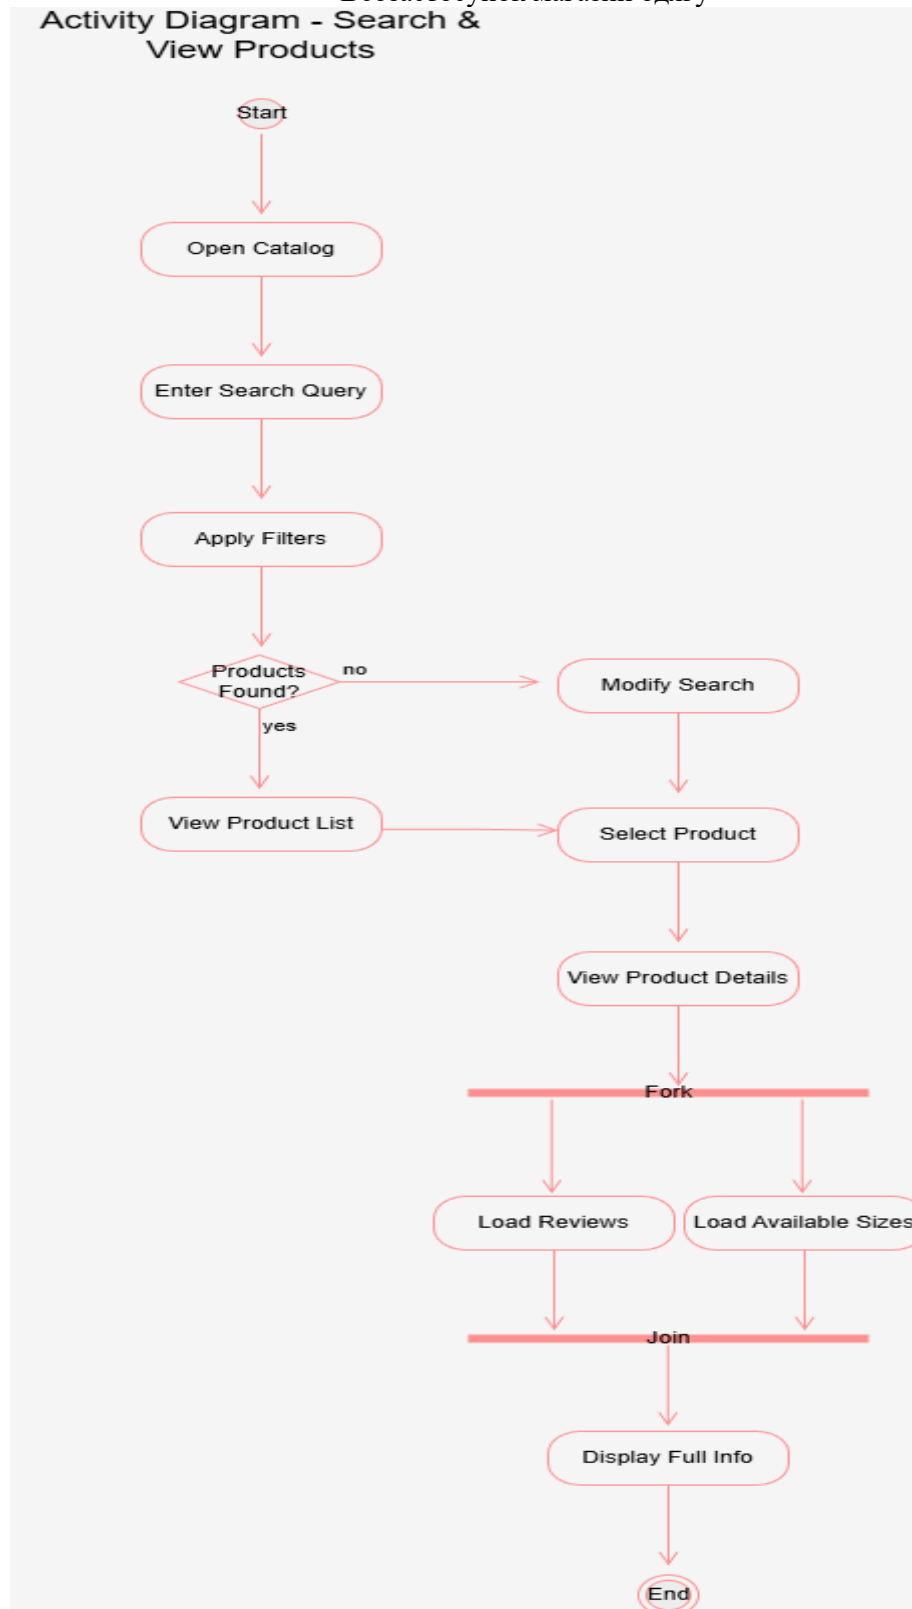 магазин одягу
Activity Diagram - Search &
View Products
Start
Open Catalog
Enter Search Query
Apply Filters
Products
Found?
no
Modify Search
yes
View Product List
Select Product
View Product Details
Fork
Load Reviews
Load Available Sizes
Join
Display Full Info
End